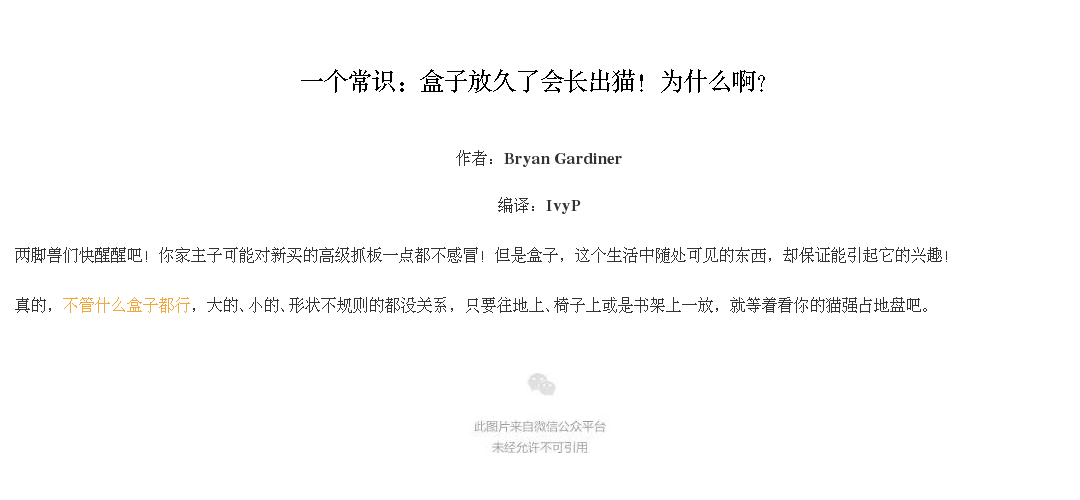 一个常识：盒子放久了会长出猫！为什么啊？
作者：Bryan Gardiner
编译：IvyP
两脚兽们快醒醒吧！你家主子可能对新买的高级抓板一点都不感冒！但是盒子，这个生活中随处可见的东西，却保证能引起它的兴趣！
真的，不管什么盒子都行，大的、小的、形状不规则的都没关系，只要往地上、椅子上或是书架上一放，就等着看你的猫强占地盘吧。
此图片来自微信公众平台
未经允许不可引用